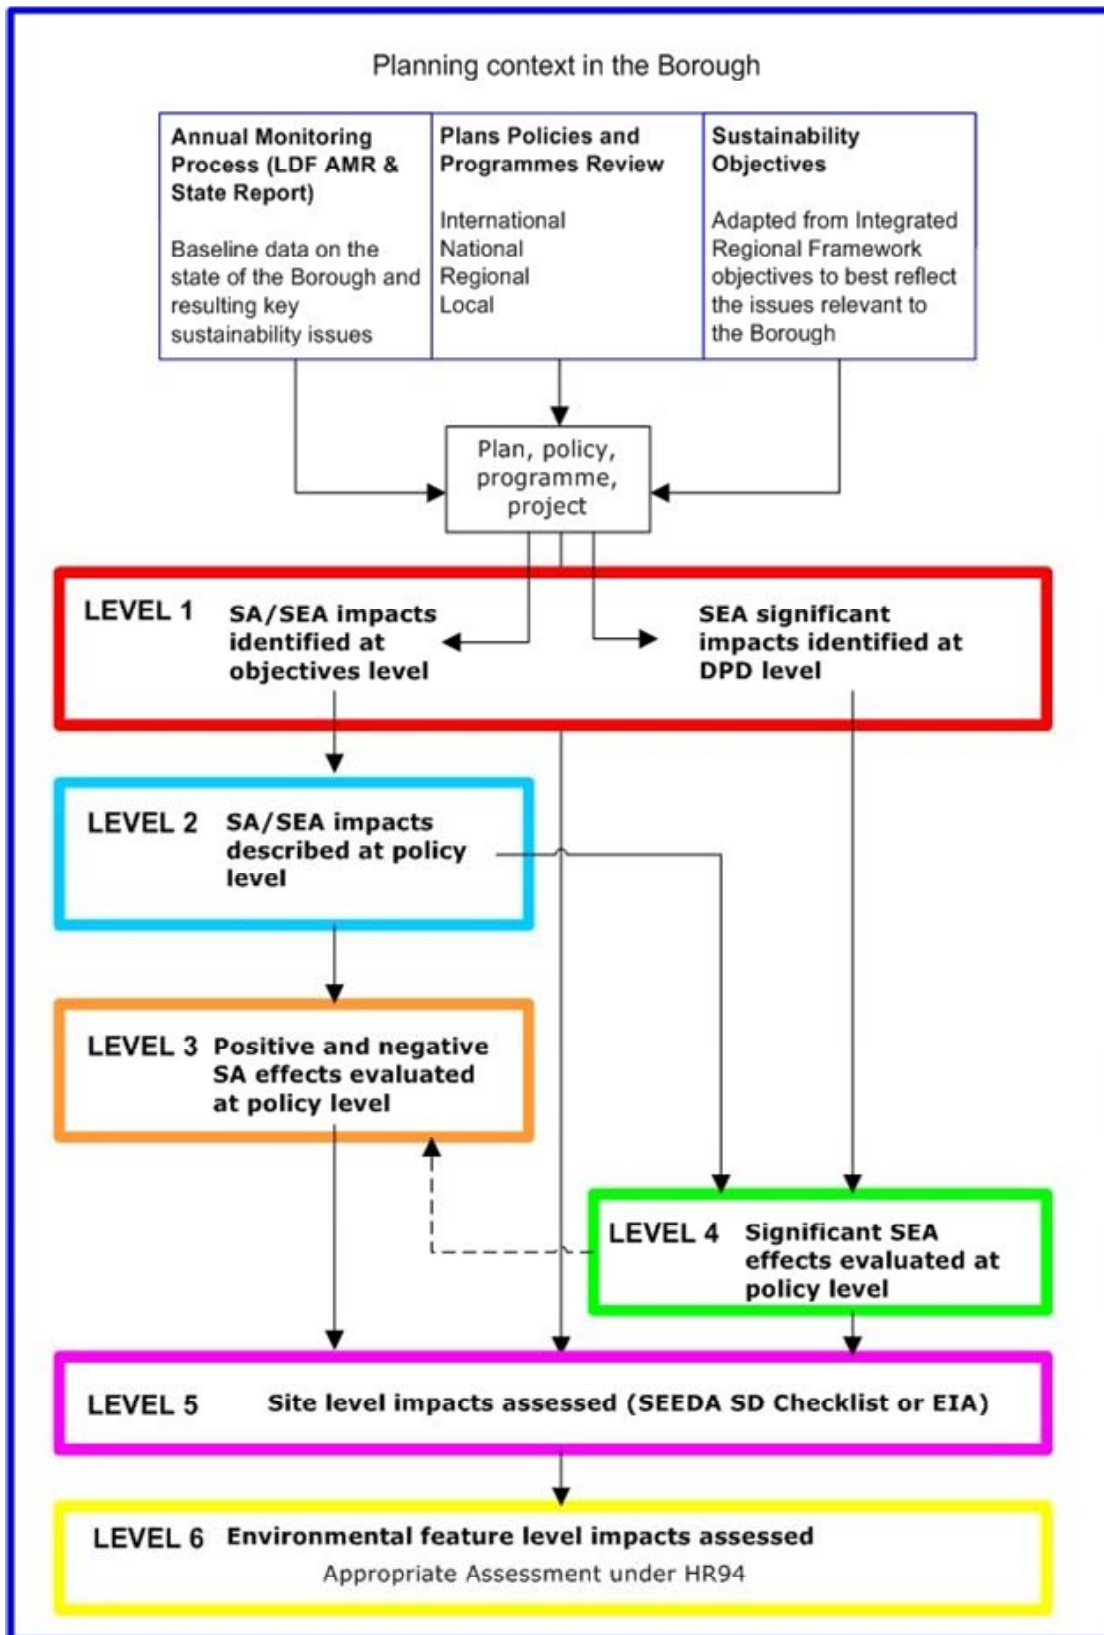 Planning context in the Borough
Annual Monitoring
Process (LDF AMR &
State Report)
Baseline data on the
state of the Borough and
resulting key
sustainability issues
Plans Policies and
Programmes Review
International
National
Regional
Local
Sustainability
Objectives
Adapted from Integrated
Regional Framework
objectives to best reflect
the issues relevant to
the Borough
Plan, policy,
programme,
project
LEVEL 1
SA/SEA impacts
identified at
objectives level
SEA significant
impacts identified at
DPD level
LEVEL 2
SA/SEA impacts
described at policy
level
LEVEL 3
Positive and negative
SA effects evaluated
at policy level
LEVEL 4
Significant SEA
effects evaluated at
policy level
LEVEL 5
Site level impacts assessed (SEEDA SD Checklist or EIA)
LEVEL 6
Environmental feature level impacts assessed
Appropriate Assessment under HR94